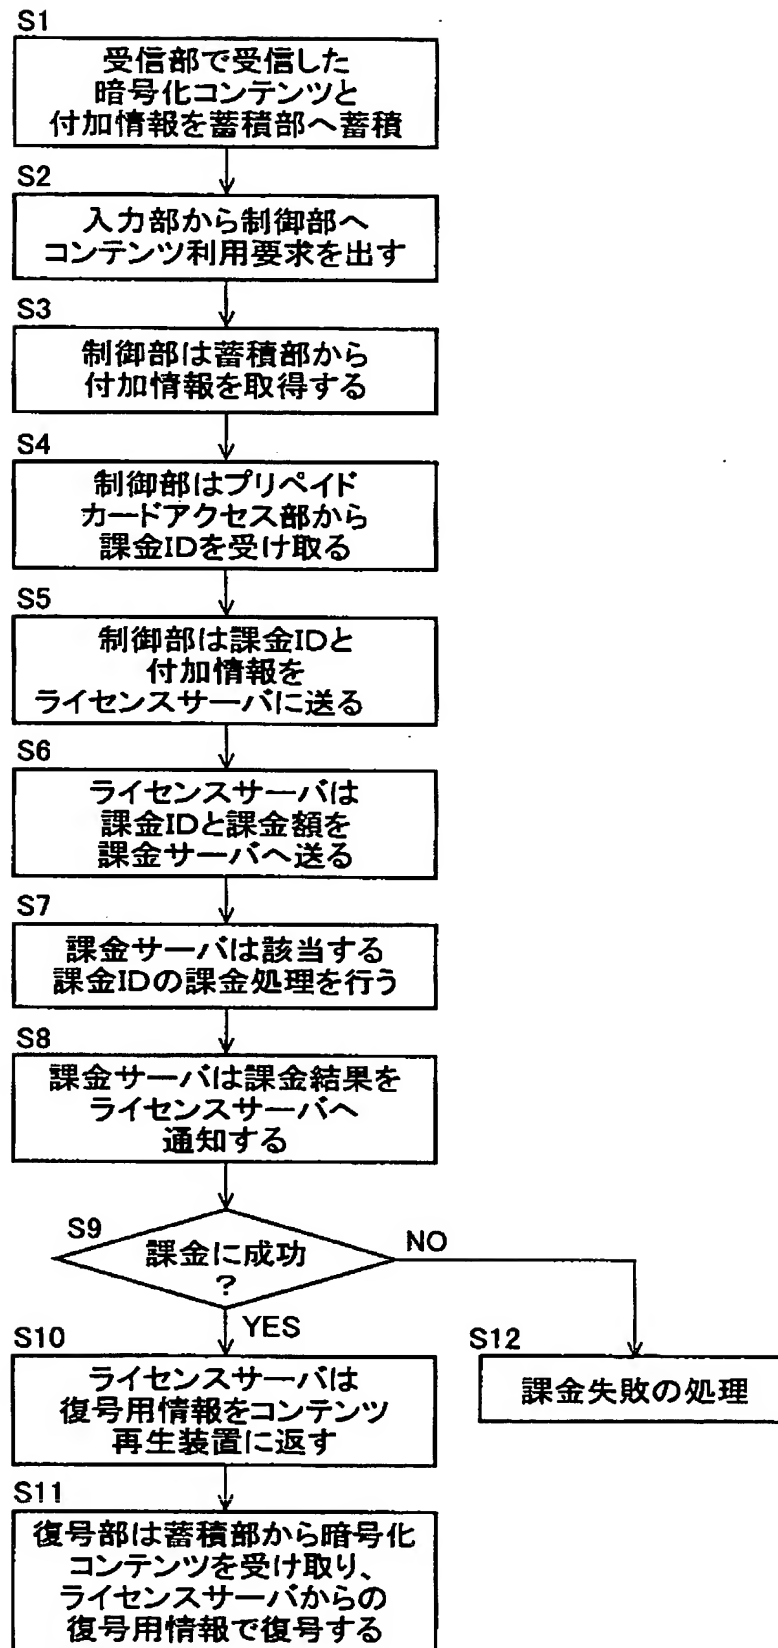 S1
受信部で受信した
暗号化コンテンツと
付加情報を蓄積部へ蓄積
S2
入力部から制御部へ
コンテンツ利用要求を出す
S3
制御部は蓄積部から
付加情報を取得する
S4
制御部はプリペイド
カードアクセス部から
課金IDを受け取る
S5
制御部は課金IDと
付加情報を
ライセンスサーバに送る
S6
ライセンスサーバは
課金IDと課金額を
課金サーバへ送る
S7
課金サーバは該当する
課金IDの課金処理を行う
S8
課金サーバは課金結果を
ライセンスサーバへ
通知する
S9
課金に成功
?
NO
YES
S10
ライセンスサーバは
復号用情報をコンテンツ
再生装置に返す
S12
課金失敗の処理
S11
復号部は蓄積部から暗号化
コンテンツを受け取り、
ライセンスサーバからの
復号用情報で復号する